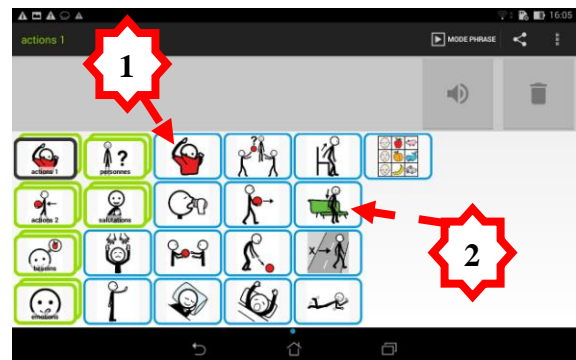 16:05
actions 1
MODE PHRASE
1
actions 1
?
personnes
?
actions 2
salutations
besoins
X
émotions
2